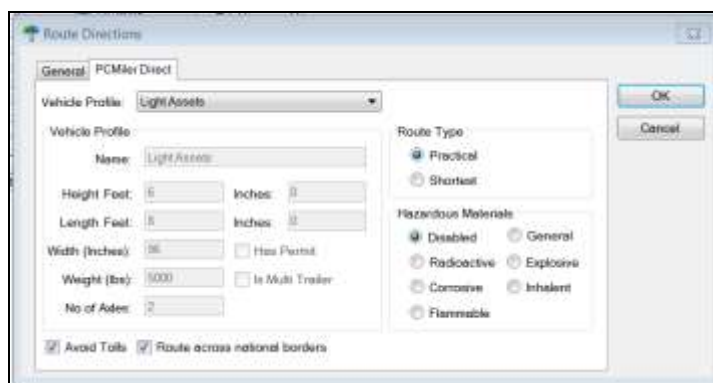 Route Directions
General PCMiler Direct
Vehicle Profile: Light Assets
OK
Cancel
Vehicle Profile
Name: Light Assets
Height Feet: 6 Inches: 0
Length Feet: 8 Inches: 0
Width (Inches): 96 Has Permit
Weight (lbs): 5000 Is Multi Trailer
No of Axles: 2
Route Type
Practical
Shortest
Hazardous Materials
Disabled General
Radioactive Explosive
Corrosive Inhalent
Flammable
Avoid Tolls Route across national borders